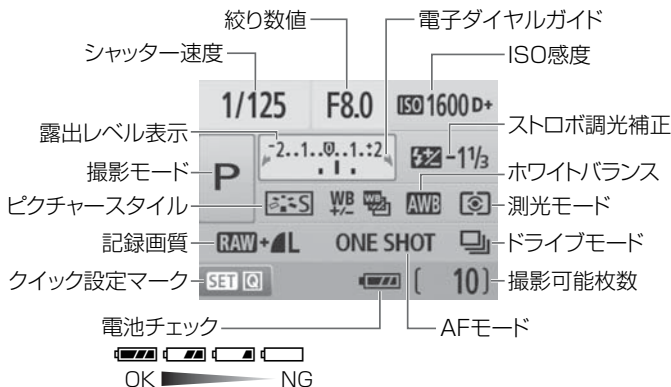 絞り数値 電子ダイヤルガイド
シャッター速度 ISO感度
1/125 F8.0 ISO 1600 D+
露出レベル表示 -2..1..0..1..+2 -1⅓ ストロボ調光補正
撮影モード P ホワイトバランス
ピクチャースタイル S WB +/- WB AWB 測光モード
記録画質 RAW+L ONE SHOT ドライブモード
クイック設定マーク SET Q [ 10] 撮影可能枚数
電池チェック AFモード
OK NG